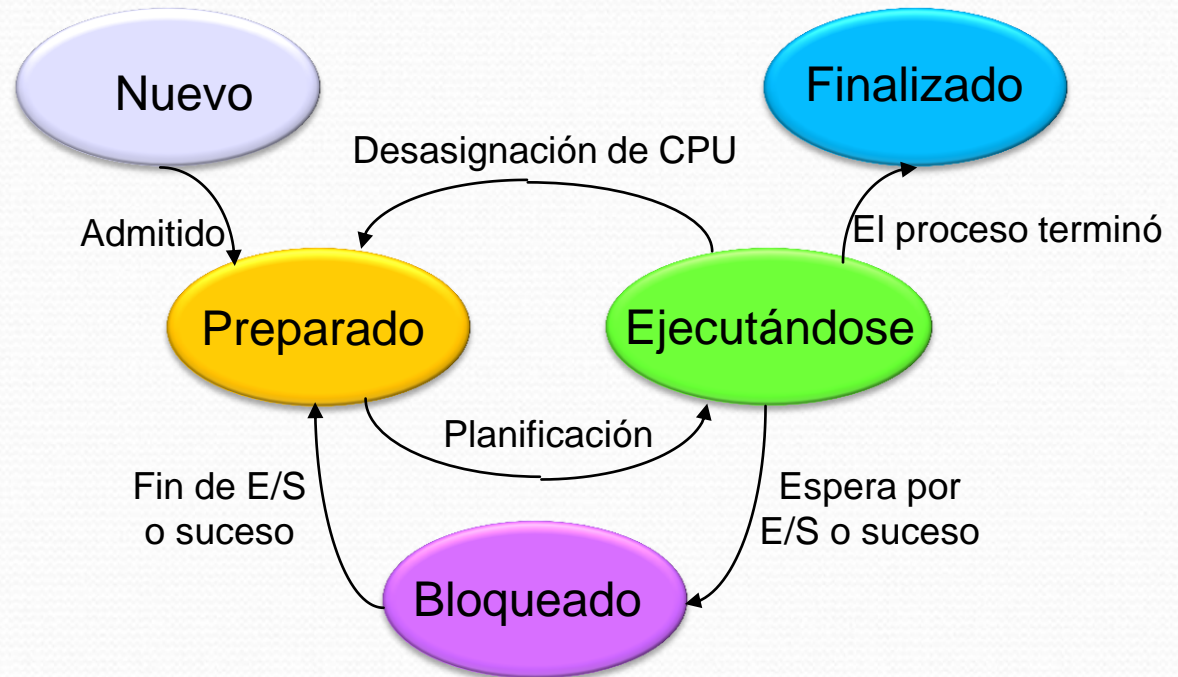 Nuevo
Finalizado
Desasignación de CPU
Admitido
El proceso terminó
Preparado
Ejecutándose
Planificación
Fin de E/S
o suceso
Espera por
E/S o suceso
Bloqueado